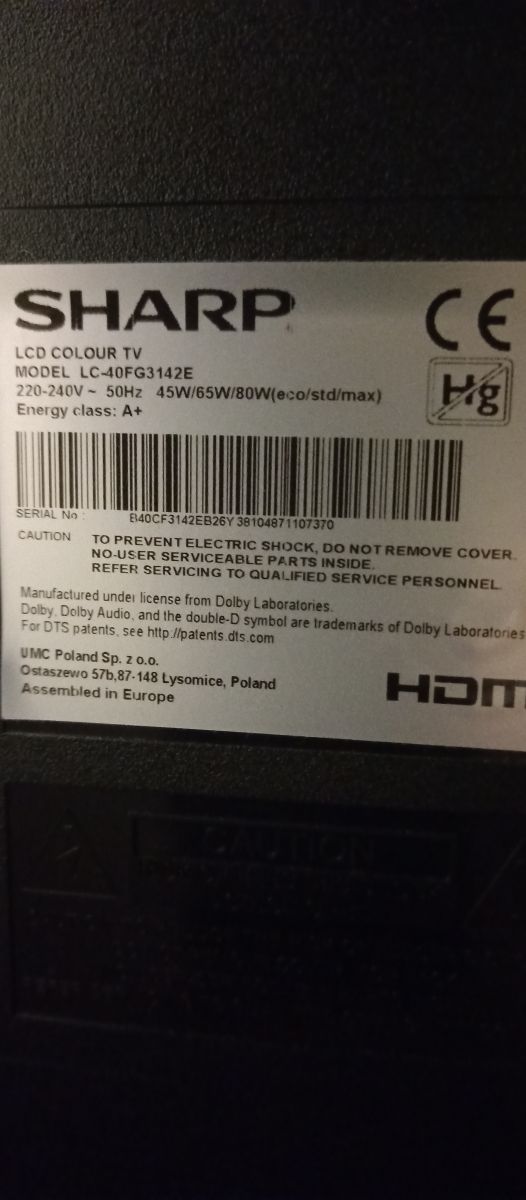 SHARP
CE
LCD COLOUR TV
MODEL LC-40FG3142E
220-240V ~ 50Hz 45W/65W/80W(eco/std/max)
Energy class: A+
Hg
SERIAL No : B40CF3142EB26Y38104871107370
CAUTION TO PREVENT ELECTRIC SHOCK, DO NOT REMOVE COVER.
NO-USER SERVICEABLE PARTS INSIDE.
REFER SERVICING TO QUALIFIED SERVICE PERSONNEL.
Manufactured under license from Dolby Laboratories.
Dolby, Dolby Audio, and the double-D symbol are trademarks of Dolby Laboratories
For DTS patents, see http://patents.dts.com
UMC Poland Sp. z o.o.
Ostaszewo 57b,87-148 Lysomice, Poland
Assembled in Europe
HDM
CAUTION